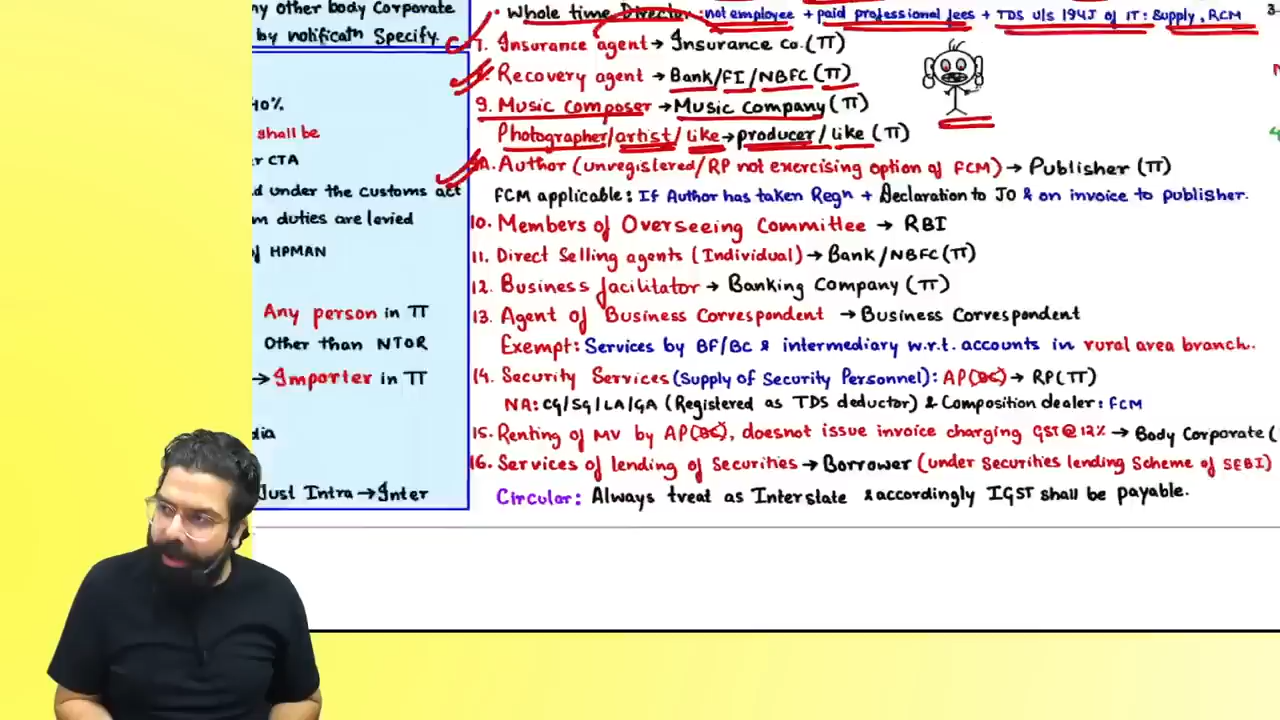 ny other body Corporate
by notificatn Specify.
40%
shall be
r CTA
d under the Customs act
m duties are levied
of HPMAN
Any person in TT
Other than NTOR
→ Importer in TT
dia
Just Intra → Inter
• Whole time Director: not employee + paid professional fees + TDS u/s 194J of IT: Supply, RCM
7. Insurance agent → Insurance Co. (TT)
Recovery agent → Bank/FI/NBFC (TT)
9. Music composer → Music company (TT)
Photographer/artist/like → producer/like (TT)
A. Author (unregistered/RP not exercising option of FCM) → Publisher (TT)
FCM applicable: If Author has taken Regn + Declaration to JO & on invoice to publisher.
10. Members of Overseeing Committee → RBI
11. Direct Selling agents (Individual) → Bank/NBFC (TT)
12. Business facilitator → Banking Company (TT)
13. Agent of Business Correspondent → Business Correspondent
Exempt: Services by BF/BC & intermediary w.r.t. accounts in rural area branch.
14. Security Services (Supply of Security Personnel): AP(BC) → RP(TT)
NA: CG/SG/LA/GA (Registered as TDS deductor) & Composition dealer: FCM
15. Renting of MV by AP(BC), doesnot issue invoice charging GST @ 12% → Body Corporate (
16. Services of lending of Securities → Borrower (under Securities lending Scheme of SEBI)
Circular: Always treat as Interstate & accordingly IGST shall be payable.
3